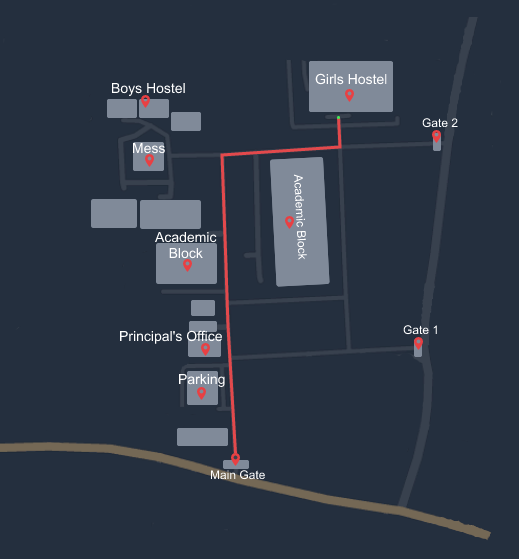 Girls Hostel
Boys Hostel
Gate 2
Mess
Academic Block
Academic
Block
Gate 1
Principal's Office
Parking
Main Gate